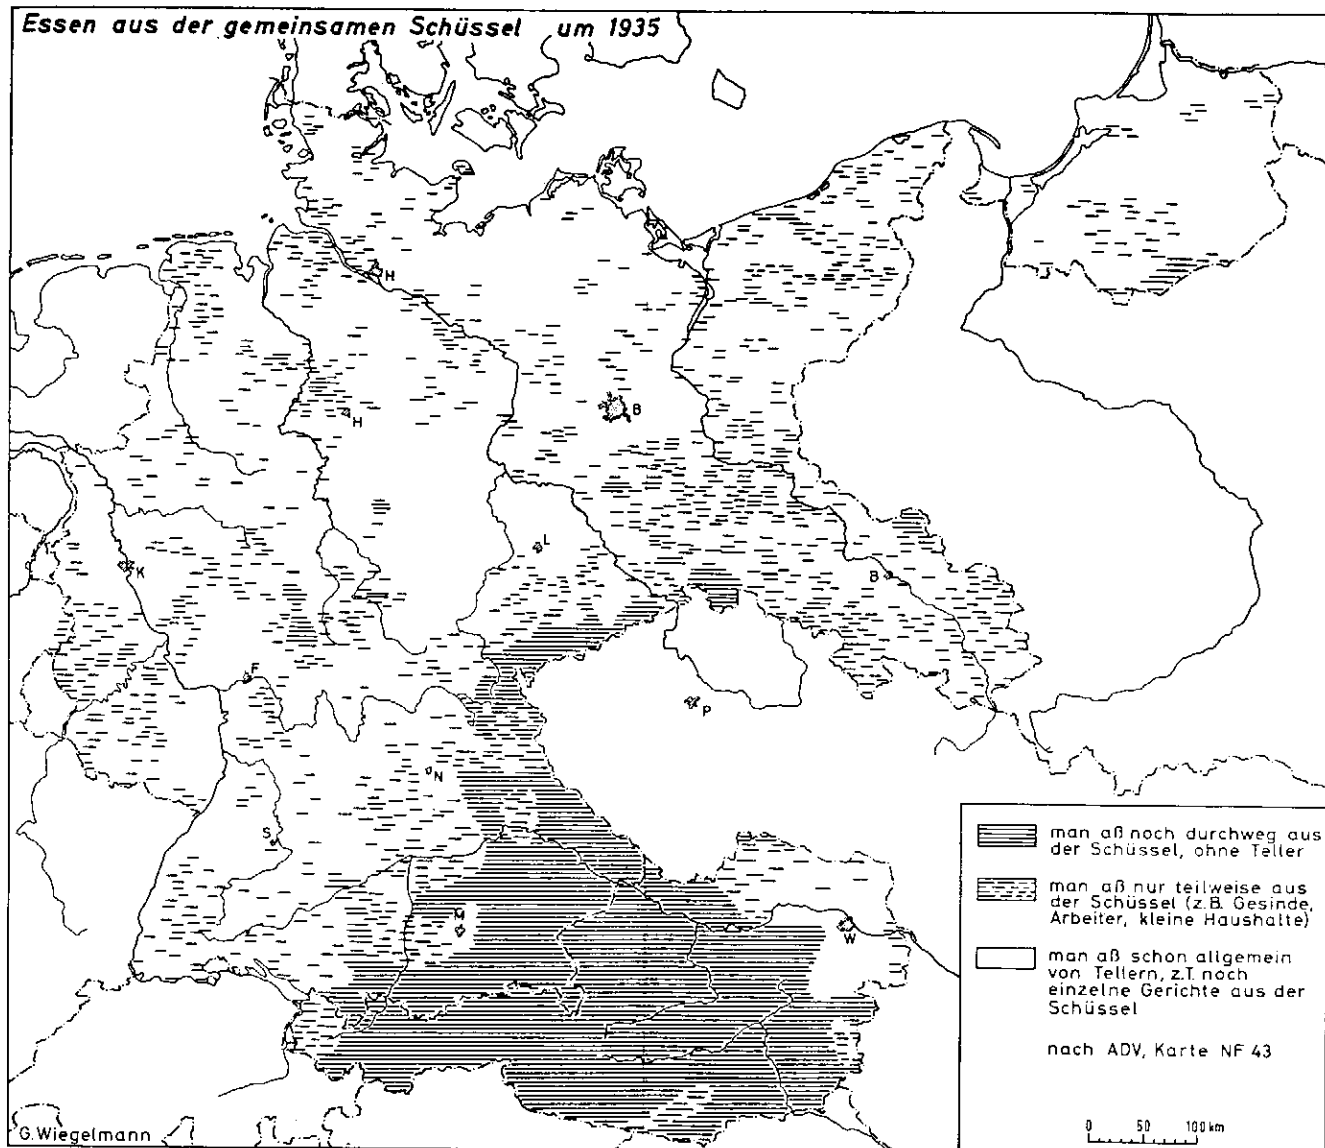 Essen aus der gemeinsamen Schüssel um 1935
H
B
H
L
K
B
F
P
N
S
M
W
man aß noch durchweg aus
der Schüssel, ohne Teller
man aß nur teilweise aus
der Schüssel (z.B. Gesinde,
Arbeiter, kleine Haushalte)
man aß schon allgemein
von Tellern, z.T. noch
einzelne Gerichte aus der
Schüssel
nach ADV, Karte NF 43
G. Wiegelmann
0 50 100 km